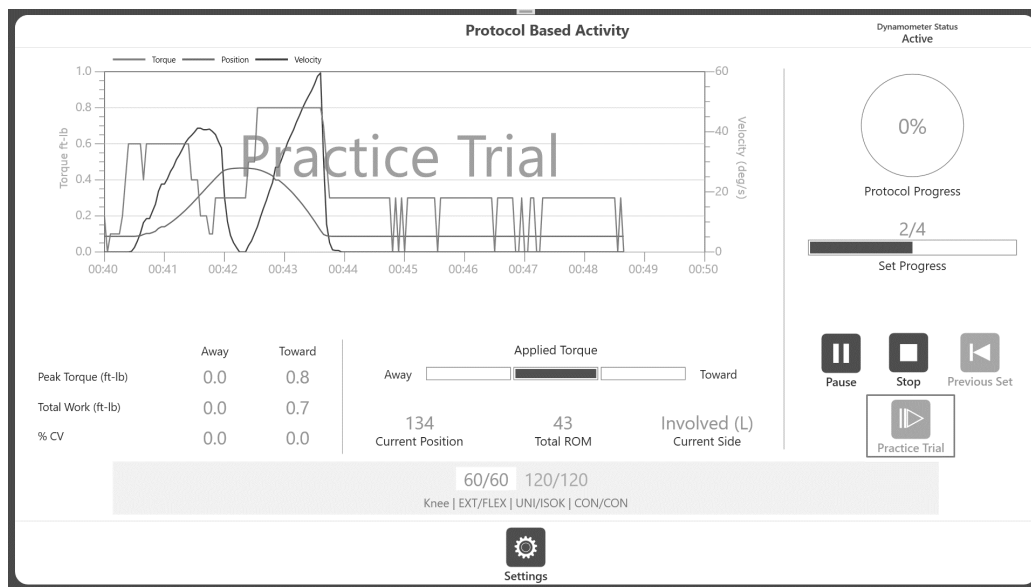 Protocol Based Activity
Dynamometer Status
Active
Torque Position Velocity
1.0
0.8
0.6
0.4
0.2
0.0
Torque ft-lb
60
40
20
0
Velocity (deg/s)
00:40 00:41 00:42 00:43 00:44 00:45 00:46 00:47 00:48 00:49 00:50
Practice Trial
0%
Protocol Progress
2/4
Set Progress
Pause Stop Previous Set
Practice Trial
Away Toward
Peak Torque (ft-lb) 0.0 0.8
Total Work (ft-lb) 0.0 0.7
% CV 0.0 0.0
Applied Torque
Away Toward
134 43 Involved (L)
Current Position Total ROM Current Side
60/60 120/120
Knee | EXT/FLEX | UNI/ISOK | CON/CON
Settings